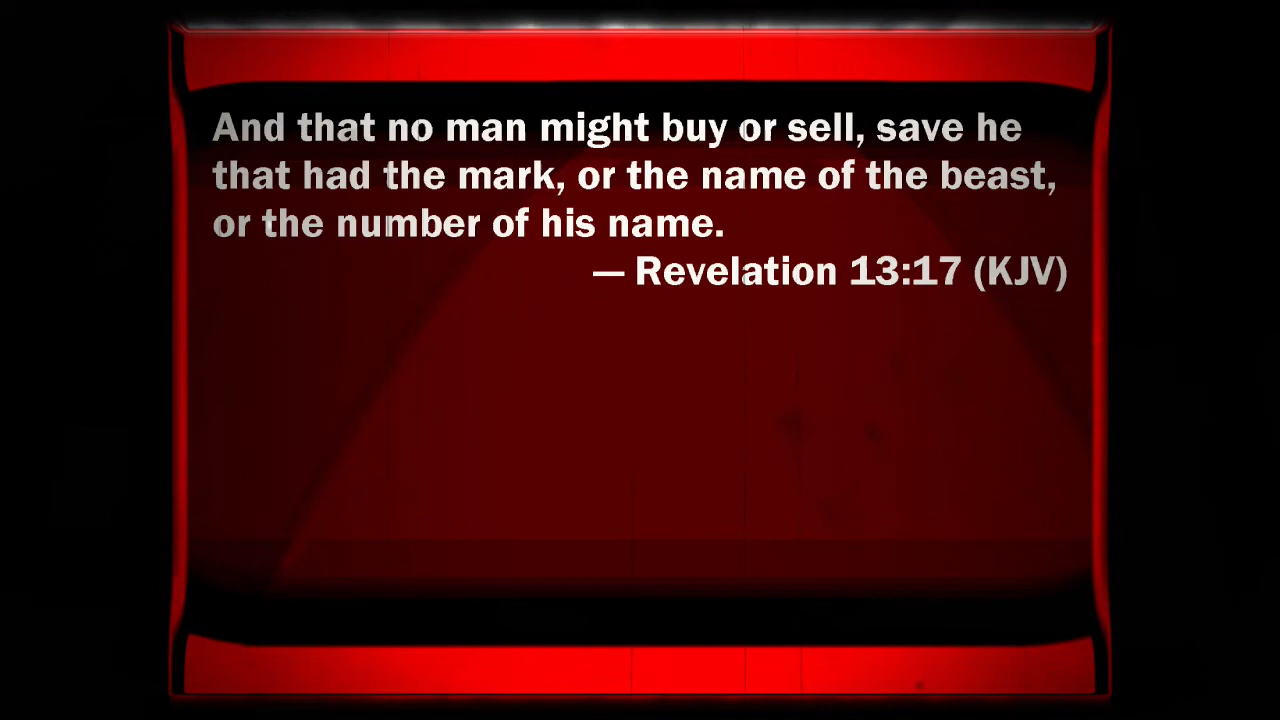 And that no man might buy or sell, save he
that had the mark, or the name of the beast,
or the number of his name.
— Revelation 13:17 (KJV)